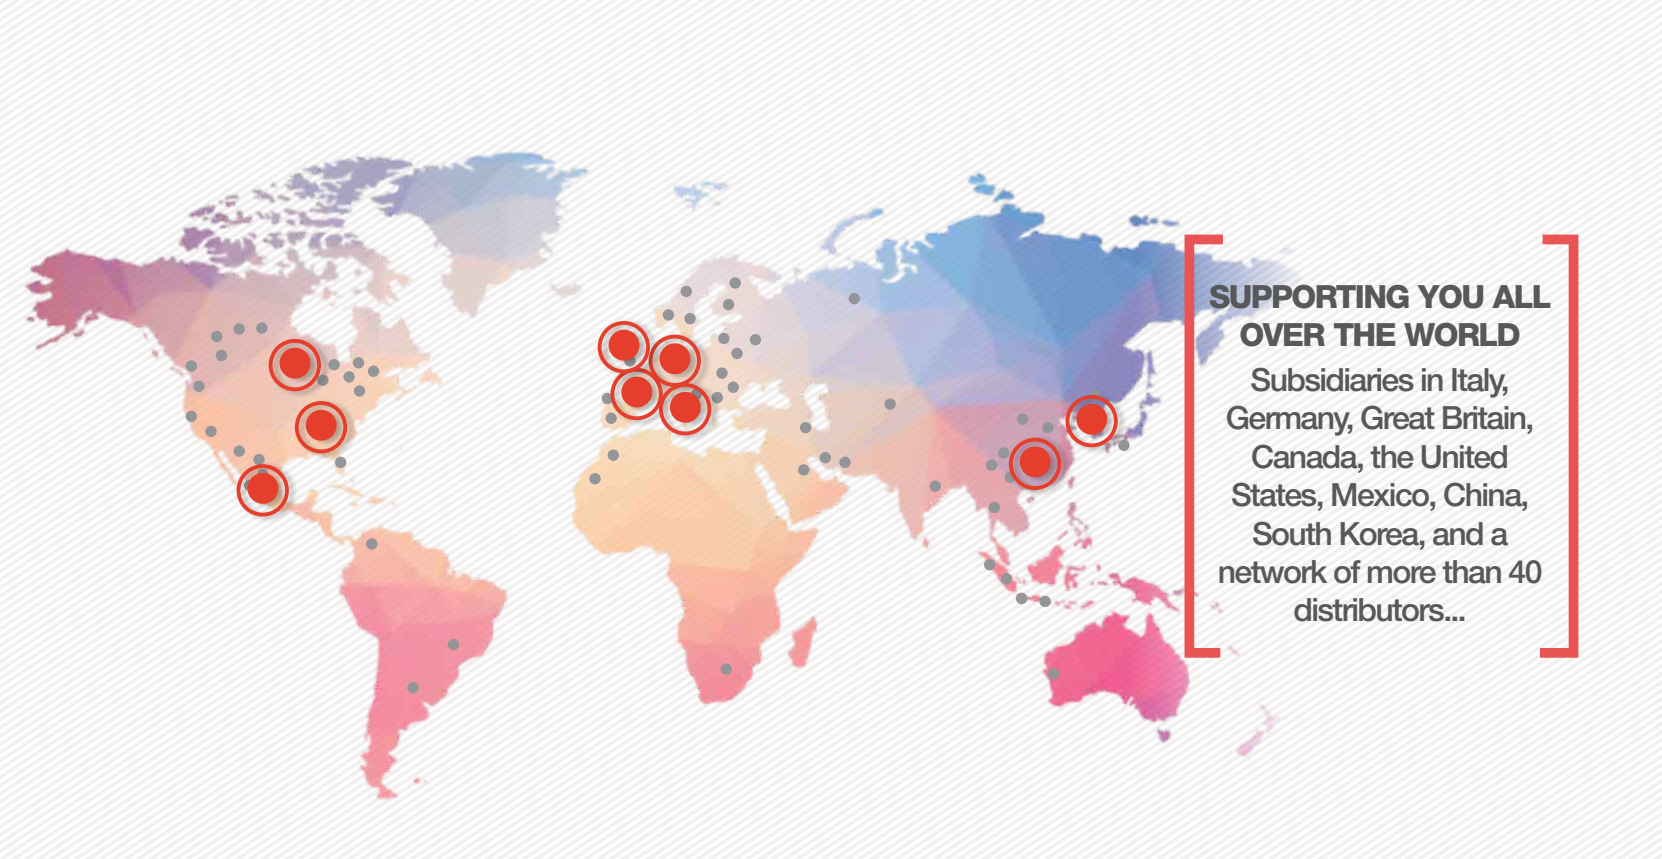 SUPPORTING YOU ALL
OVER THE WORLD
Subsidiaries in Italy,
Germany, Great Britain,
Canada, the United
States, Mexico, China,
South Korea, and a
network of more than 40
distributors...